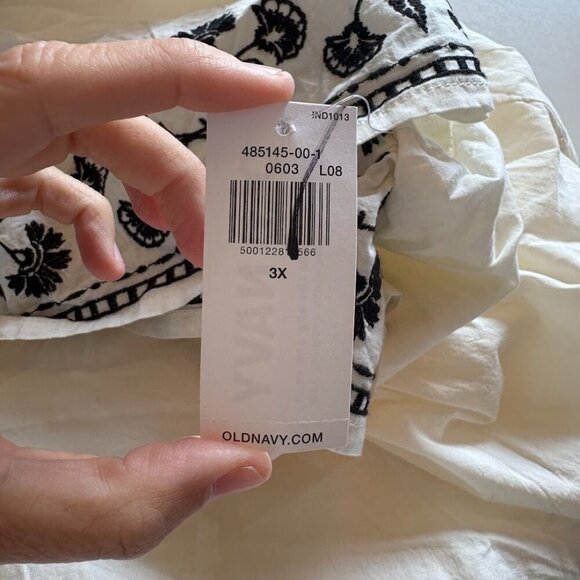 IND1013
485145-00-1
0603 L08
3X
OLDNAVY.COM